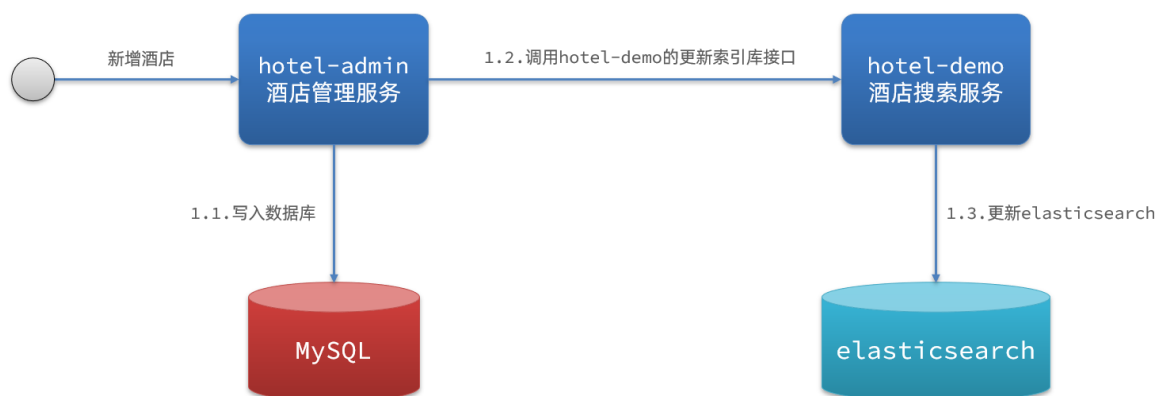 新增酒店
hotel-admin
酒店管理服务
1.2.调用hotel-demo的更新索引库接口
hotel-demo
酒店搜索服务
1.1.写入数据库
1.3.更新elasticsearch
MySQL
elasticsearch